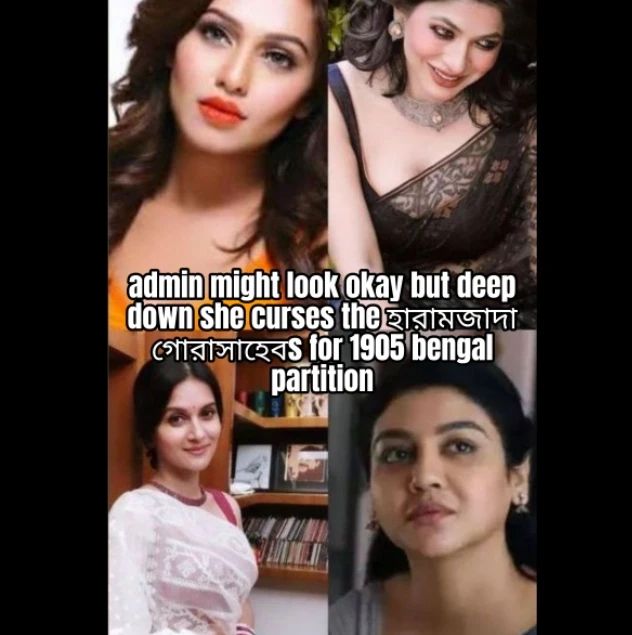 admin might look okay but deep
down she curses the হারামজাদা
গোরাসাহেবs for 1905 bengal
partition